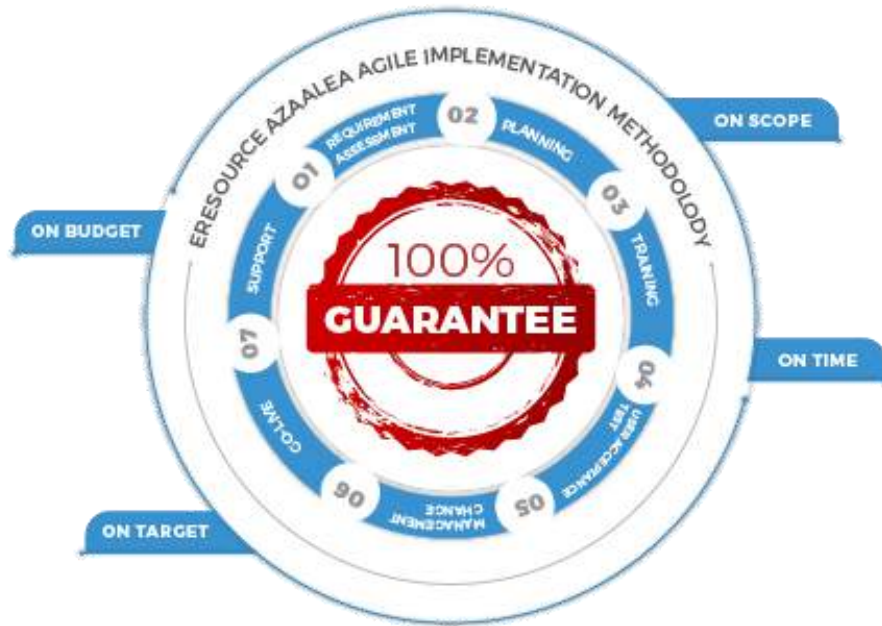 ERESOURCE AZAALEA AGILE IMPLEMENTATION METHODOLODY
ON SCOPE
ON BUDGET
ON TIME
ON TARGET
01
REQUIREMENT
ASSESSMENT
02
PLANNING
03
TRAINING
04
USER ACCEPTANCE
TEST
05
MANAGEMENT
CHANGE
06
GO-LIVE
07
SUPPORT
100%
GUARANTEE